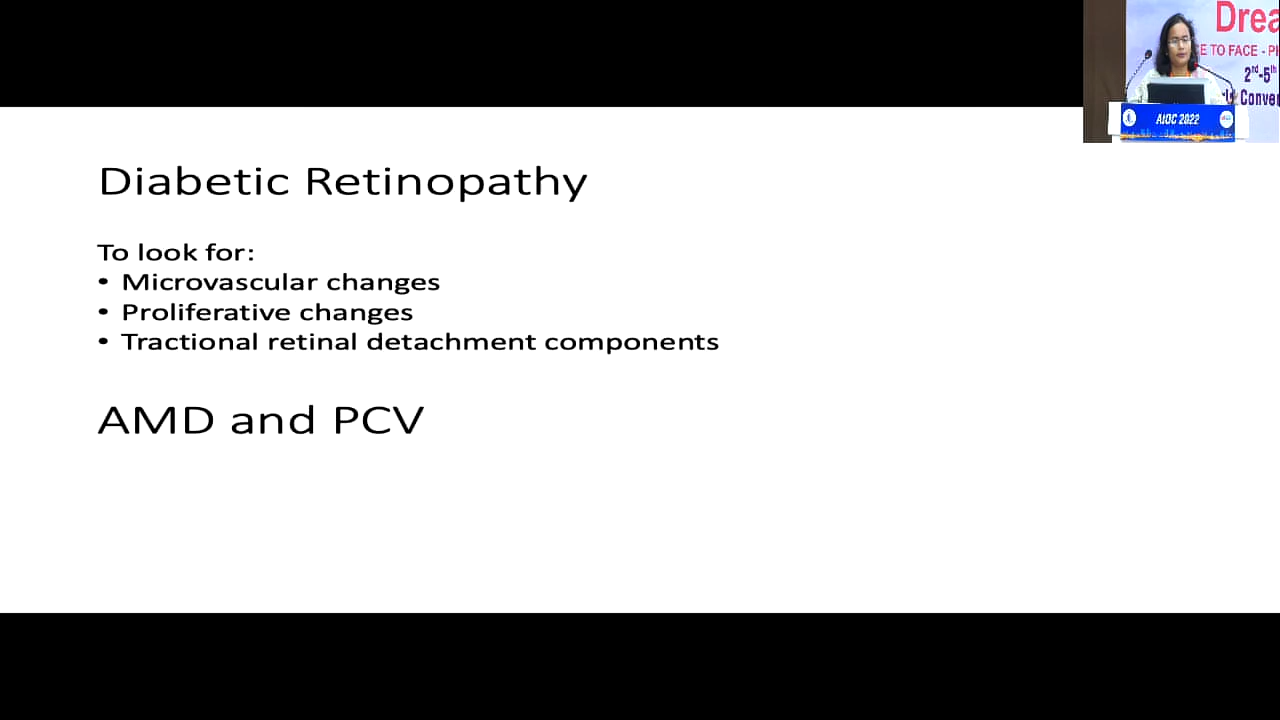 Drea
E TO FACE - P
2nd-5th
Conve
AIOC 2022
Diabetic Retinopathy
To look for:
• Microvascular changes
• Proliferative changes
• Tractional retinal detachment components
AMD and PCV